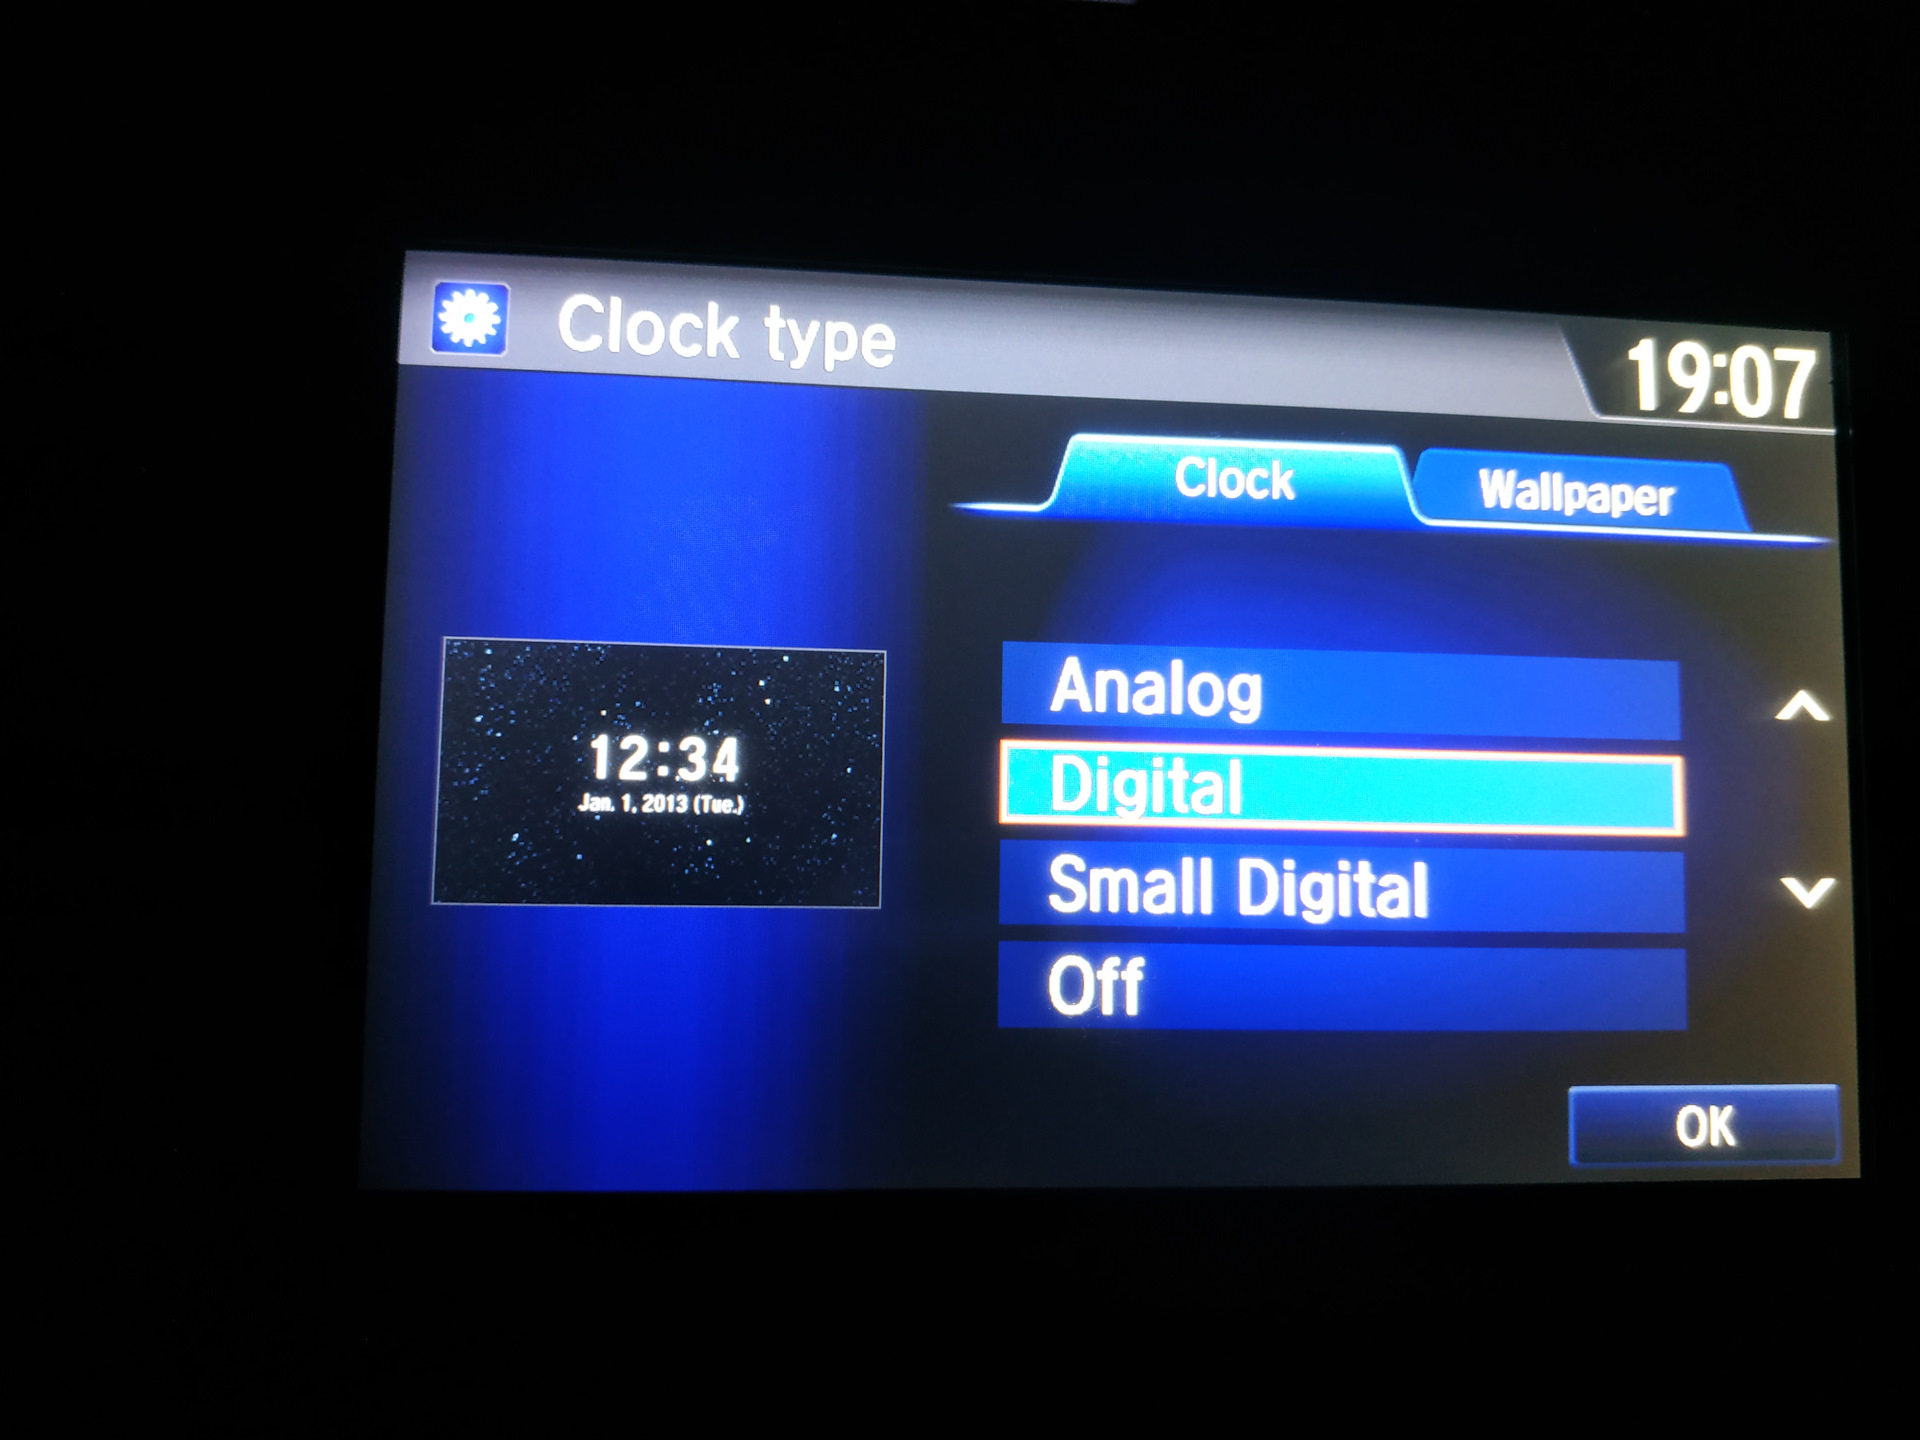 Clock type
19:07
Clock
Wallpaper
12:34
Jan. 1, 2013 (Tue.)
Analog
Digital
Small Digital
Off
OK